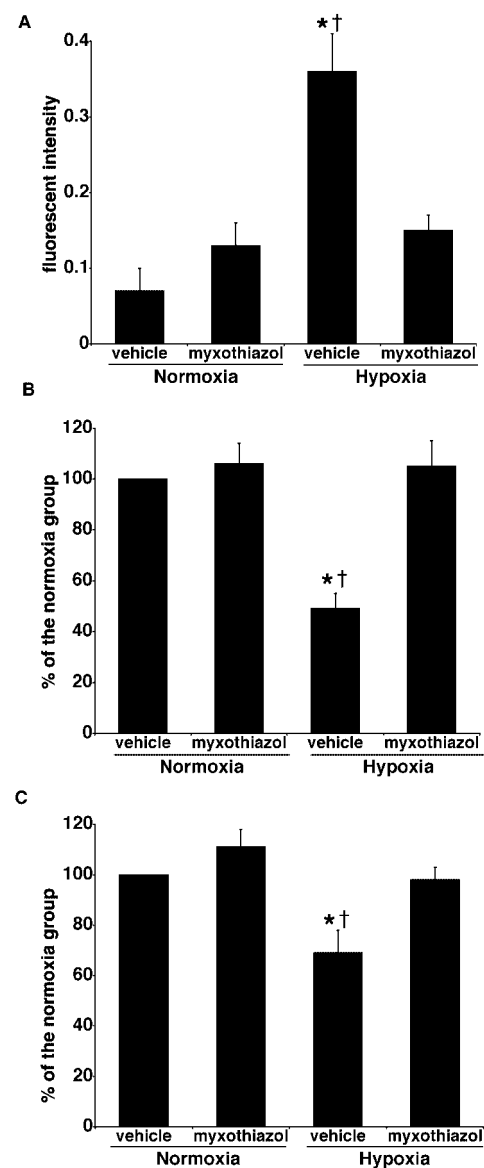 A
fluorescent intensity
0.4
0.3
0.2
0.1
0
*†
vehicle myxothiazol vehicle myxothiazol
Normoxia Hypoxia
B
% of the normoxia group
120
100
80
60
40
20
0
*†
vehicle myxothiazol vehicle myxothiazol
Normoxia Hypoxia
C
% of the normoxia group
120
100
80
60
40
20
0
*†
vehicle myxothiazol vehicle myxothiazol
Normoxia Hypoxia